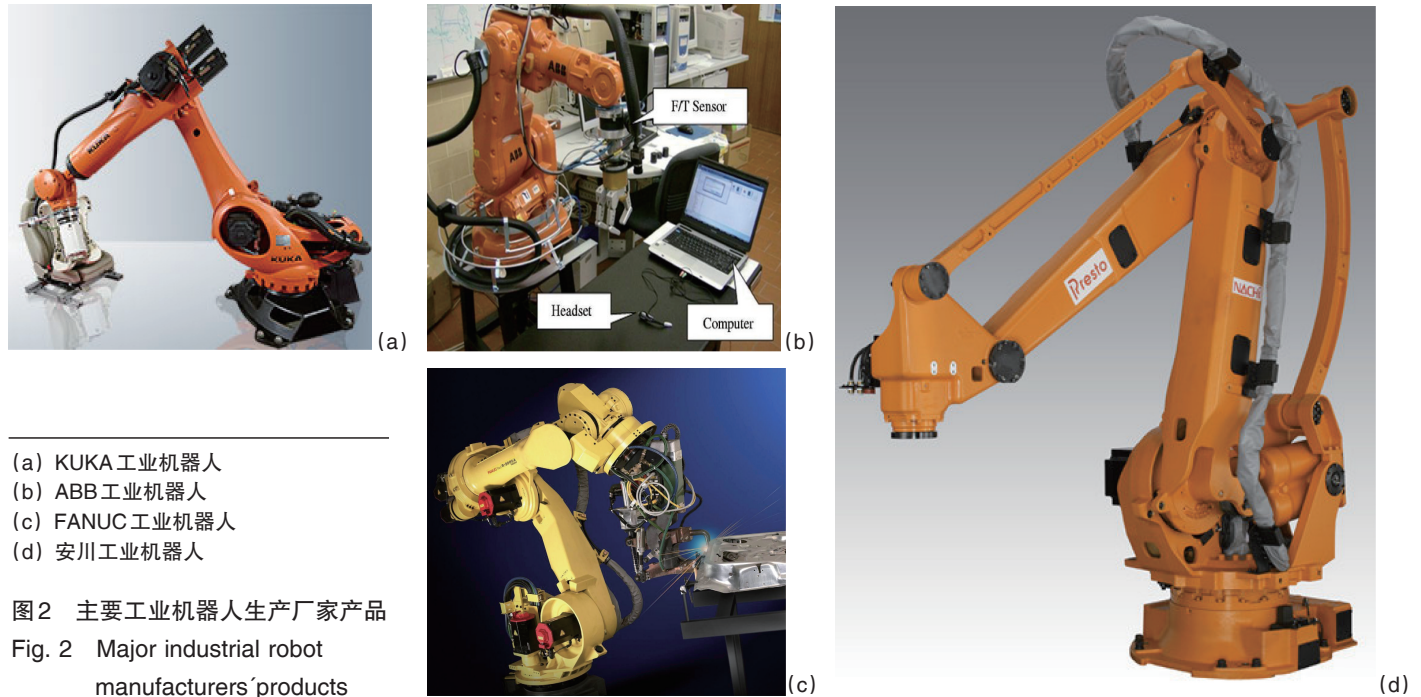 KUKA
KUKA
(a)
ABB
ABB
F/T Sensor
Headset
Computer
(b)
Presto
NACHi
(d)
(c)
(a) KUKA工业机器人
(b) ABB工业机器人
(c) FANUC工业机器人
(d) 安川工业机器人
图2 主要工业机器人生产厂家产品
Fig. 2 Major industrial robot
manufacturers´products